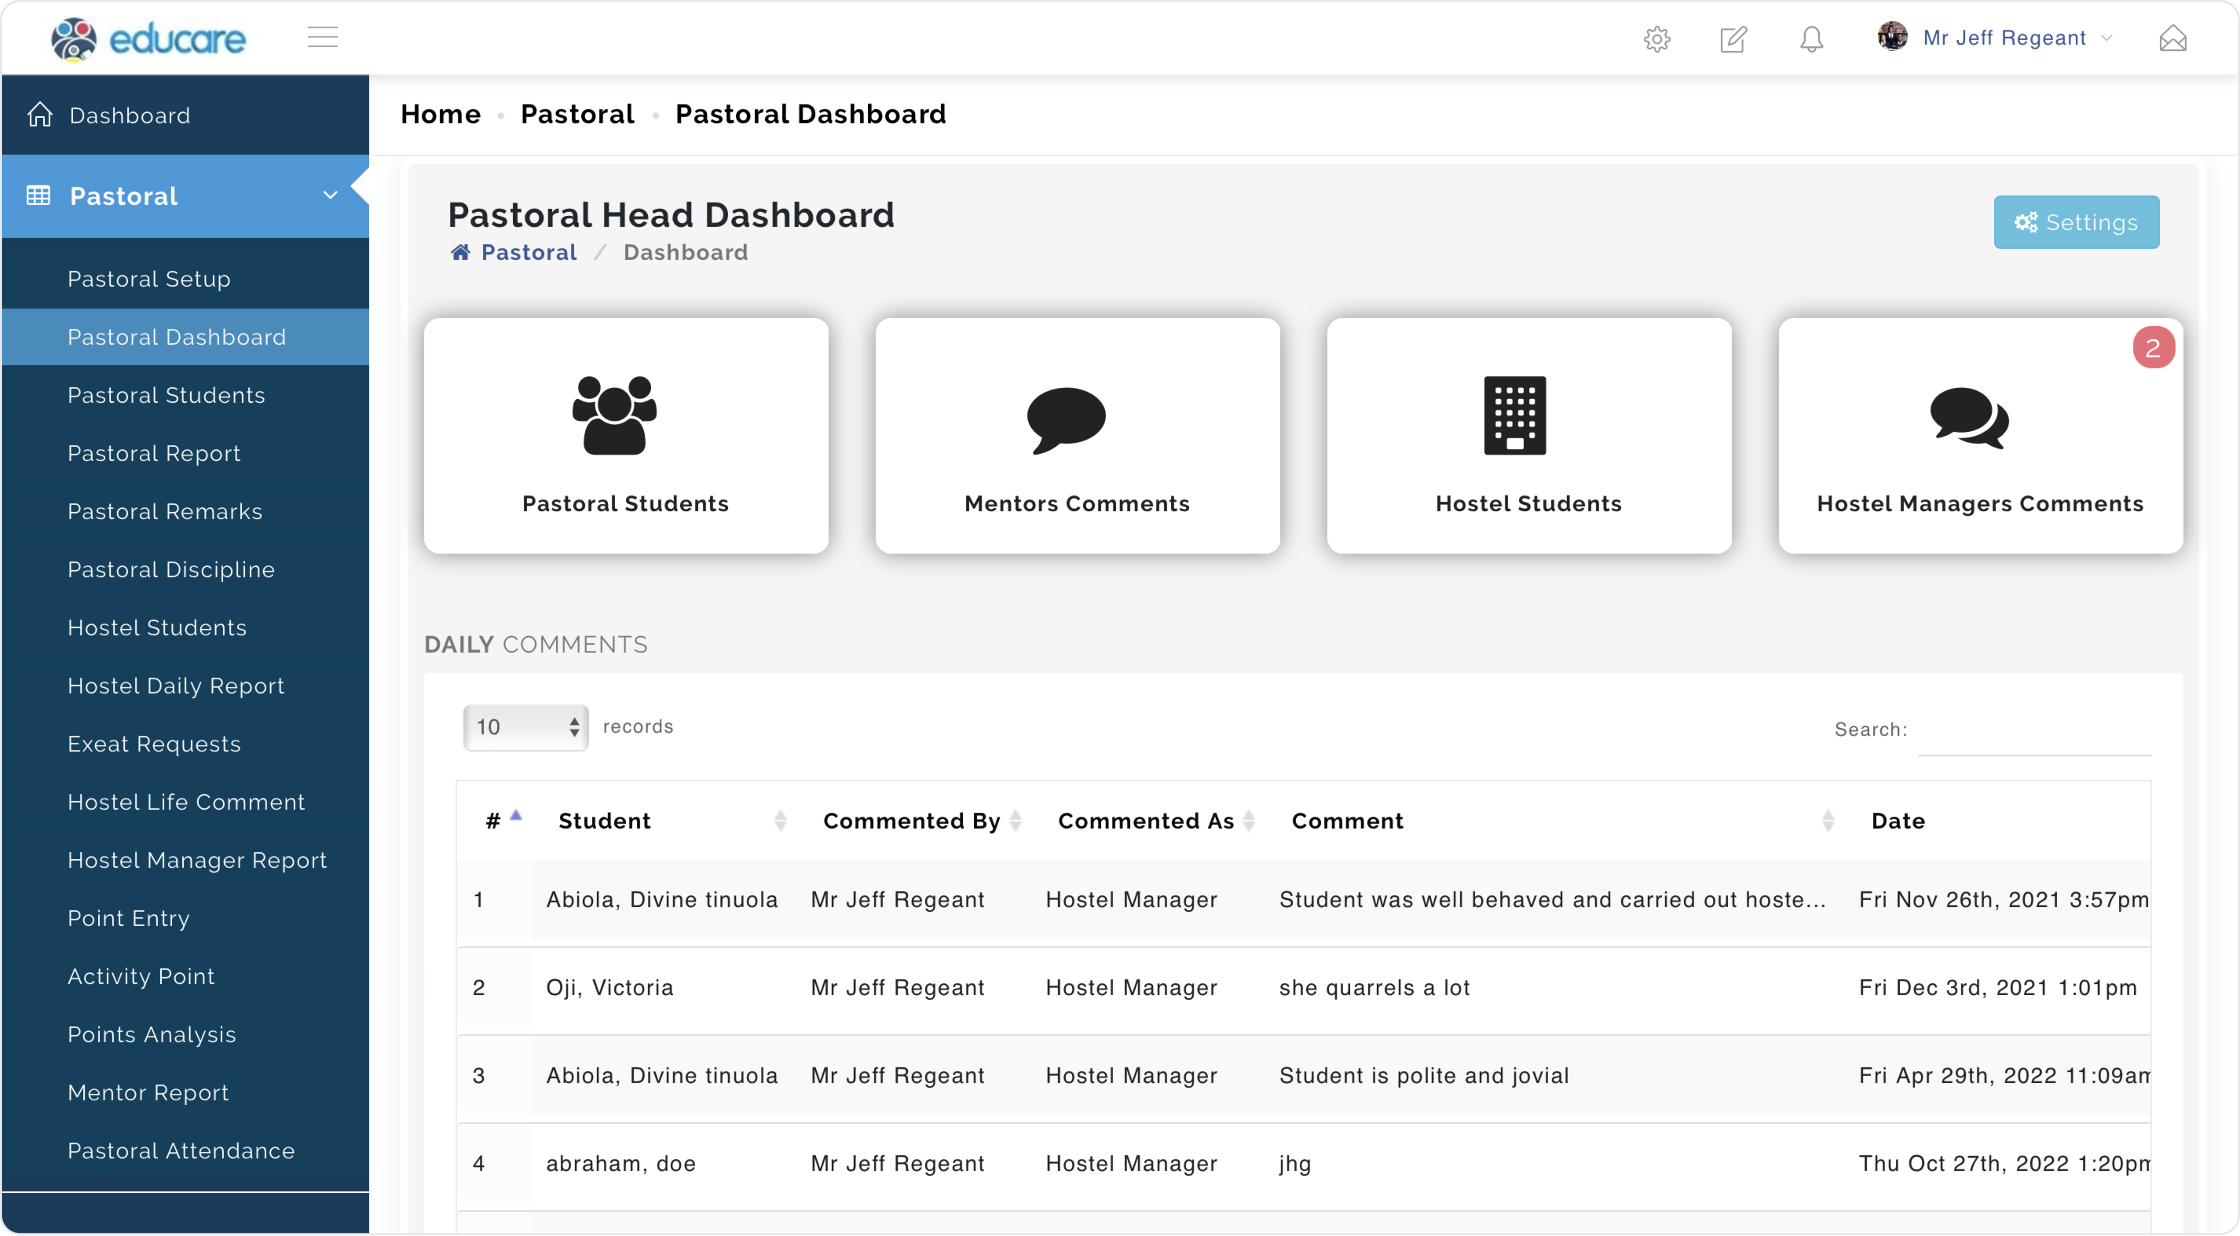 educare
Mr Jeff Regeant
Dashboard
Pastoral
Pastoral Setup
Pastoral Dashboard
Pastoral Students
Pastoral Report
Pastoral Remarks
Pastoral Discipline
Hostel Students
Hostel Daily Report
Exeat Requests
Hostel Life Comment
Hostel Manager Report
Point Entry
Activity Point
Points Analysis
Mentor Report
Pastoral Attendance
Home • Pastoral • Pastoral Dashboard
Pastoral Head Dashboard
Pastoral / Dashboard
Settings
Pastoral Students
Mentors Comments
Hostel Students
2
Hostel Managers Comments
DAILY COMMENTS
10 records
Search:
# Student Commented By Commented As Comment Date
1 Abiola, Divine tinuola Mr Jeff Regeant Hostel Manager Student was well behaved and carried out hoste... Fri Nov 26th, 2021 3:57pm
2 Oji, Victoria Mr Jeff Regeant Hostel Manager she quarrels a lot Fri Dec 3rd, 2021 1:01pm
3 Abiola, Divine tinuola Mr Jeff Regeant Hostel Manager Student is polite and jovial Fri Apr 29th, 2022 11:09am
4 abraham, doe Mr Jeff Regeant Hostel Manager jhg Thu Oct 27th, 2022 1:20pm